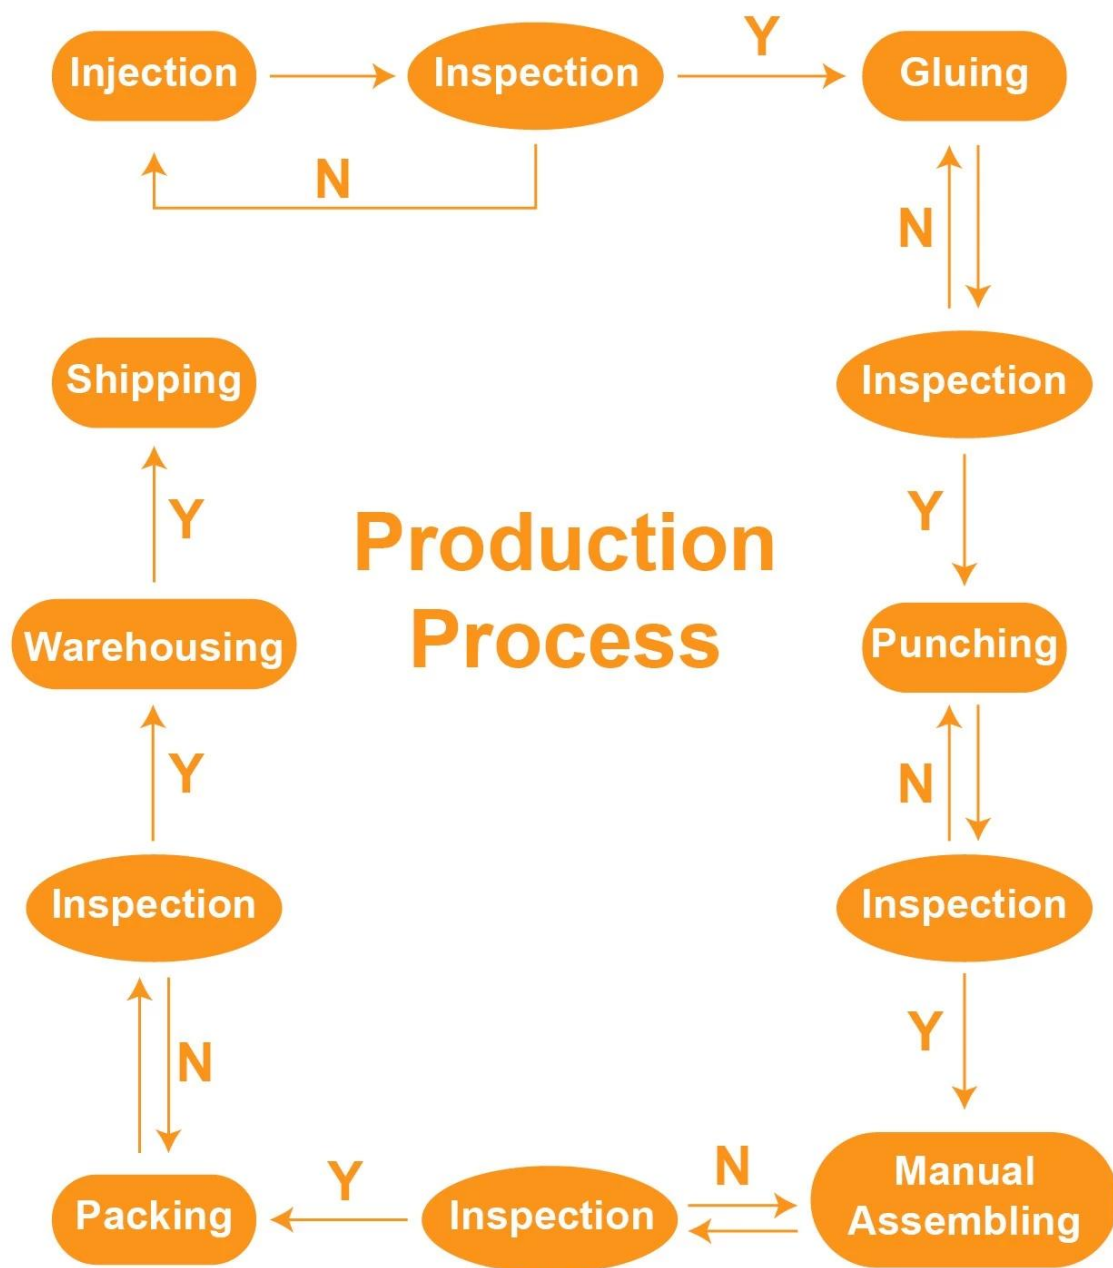 Injection
Inspection
Y
Gluing
N
N
Inspection
Y
Punching
N
Inspection
Y
Manual
Assembling
N
Inspection
Y
Packing
N
Inspection
Y
Warehousing
Y
Shipping
Production
Process